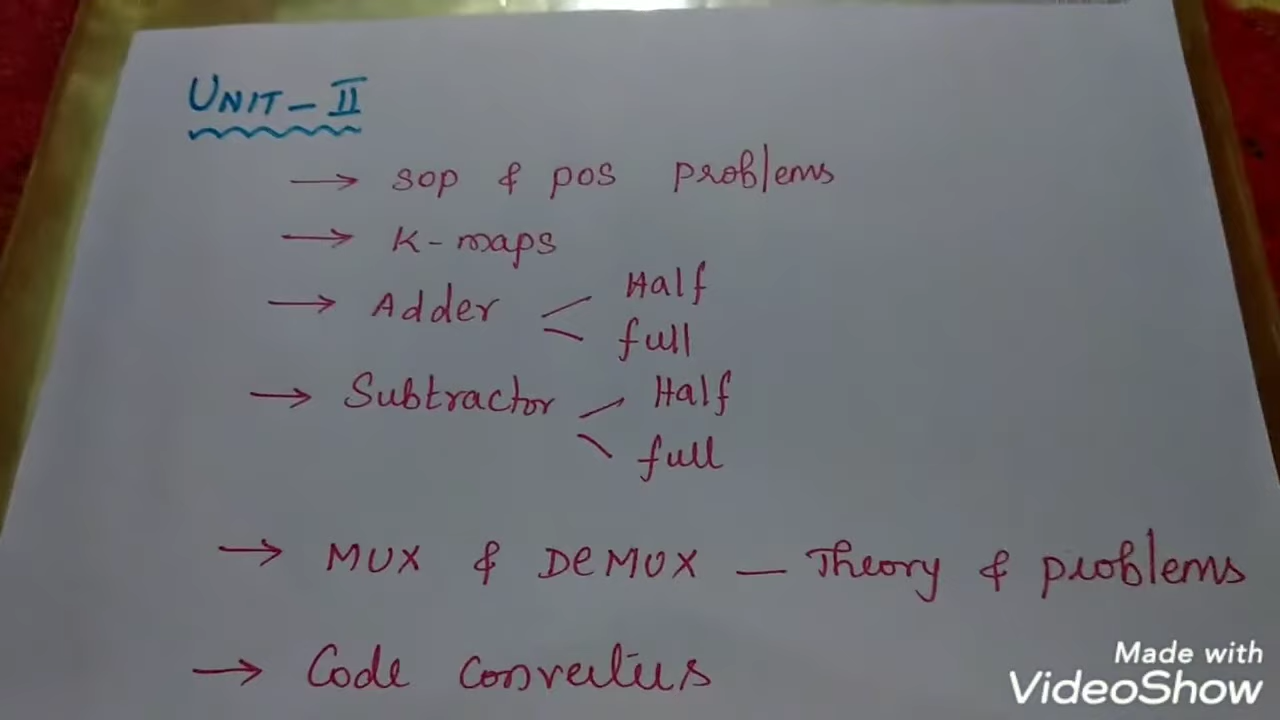 UNIT - II
→ SOP & POS problems
→ K-maps
→ Adder Half
full
→ Subtractor Half
full
→ MUX & DEMUX — Theory & problems
→ Code converters
Made with
VideoShow